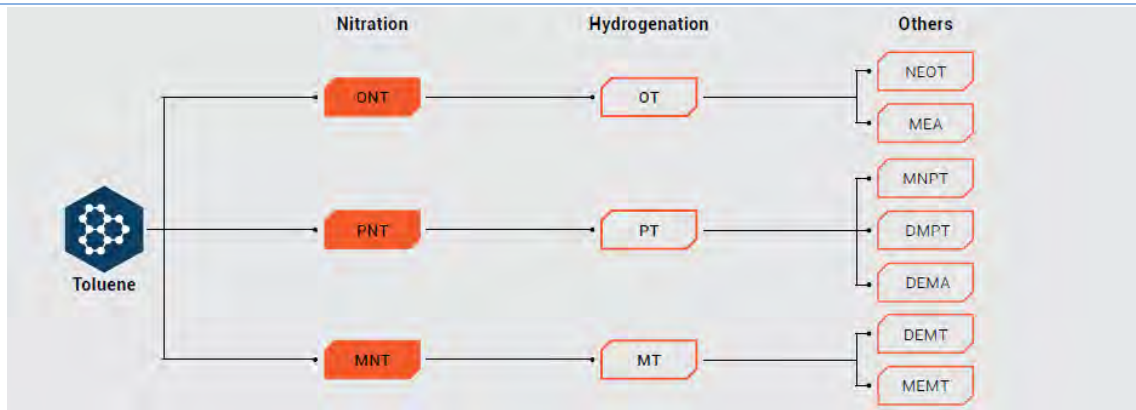 Nitration Hydrogenation Others
NEOT
ONT OT
MEA
MNPT
PNT PT DMPT
Toluene
DEMA
DEMT
MNT MT
MEMT